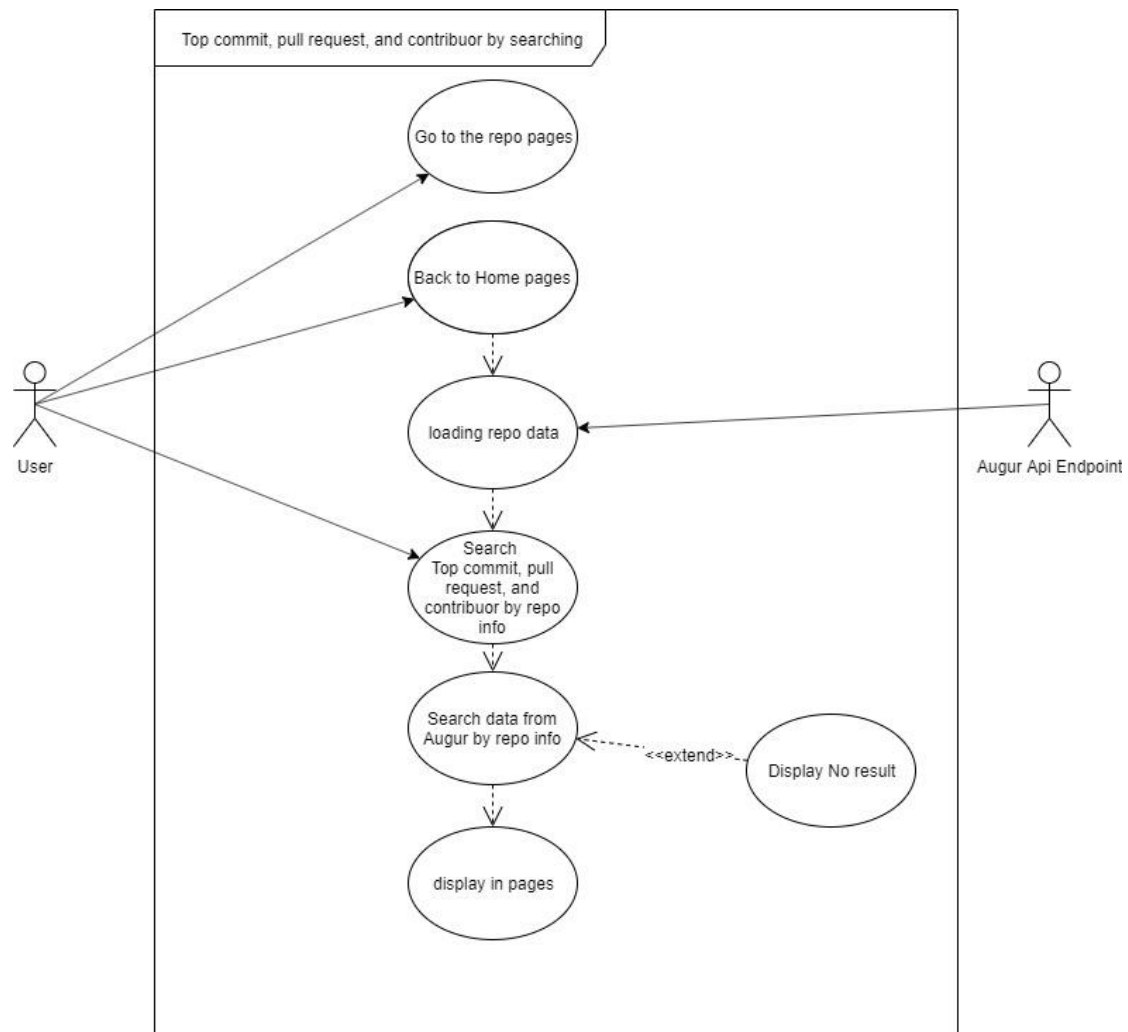 Top commit, pull request, and contribuor by searching
Go to the repo pages
Back to Home pages
loading repo data
User
Augur Api Endpoint
Search
Top commit, pull
request, and
contribuor by repo
info
Search data from
Augur by repo info
<<extend>>
Display No result
display in pages